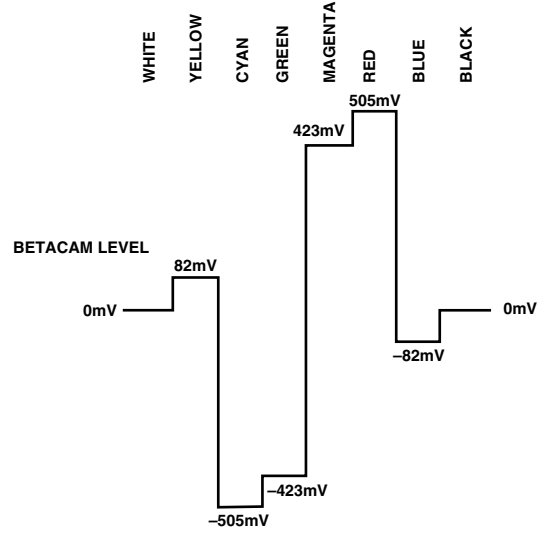 WHITE
YELLOW
CYAN
GREEN
MAGENTA
RED
BLUE
BLACK
505mV
423mV
BETACAM LEVEL
82mV
0mV
0mV
–82mV
–423mV
–505mV